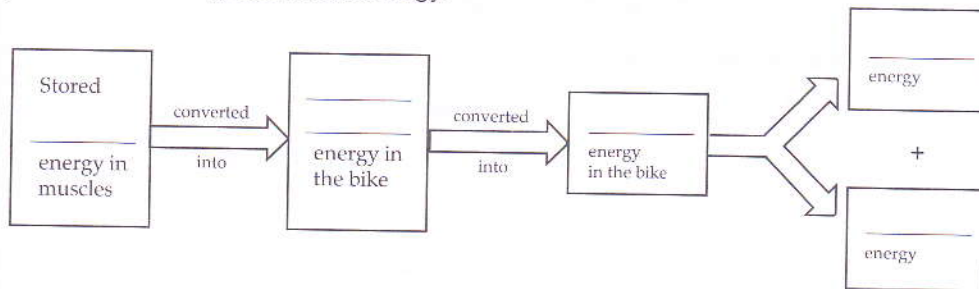 Stored
energy in
muscles
converted
into
energy in
the bike
converted
into
energy
in the bike
energy
+
energy